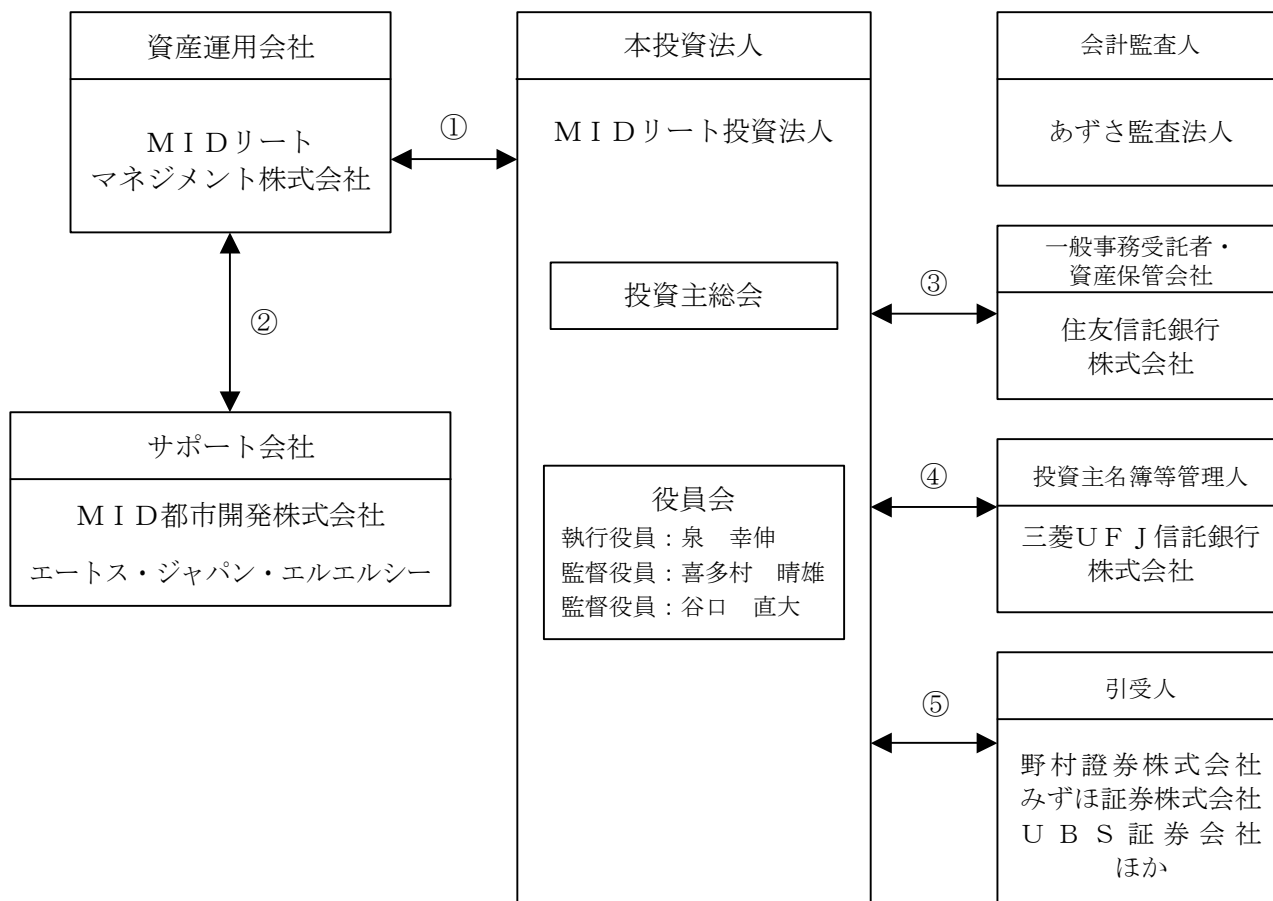 資産運用会社
ＭＩＤリート
マネジメント株式会社
①
②
サポート会社
ＭＩＤ都市開発株式会社
エートス・ジャパン・エルエルシー
本投資法人
ＭＩＤリート投資法人
投資主総会
役員会
執行役員：泉　幸伸
監督役員：喜多村　晴雄
監督役員：谷口　直大
会計監査人
あずさ監査法人
③
一般事務受託者・
資産保管会社
住友信託銀行
株式会社
④
投資主名簿等管理人
三菱ＵＦＪ信託銀行
株式会社
⑤
引受人
野村證券株式会社
みずほ証券株式会社
ＵＢＳ証券会社
ほか